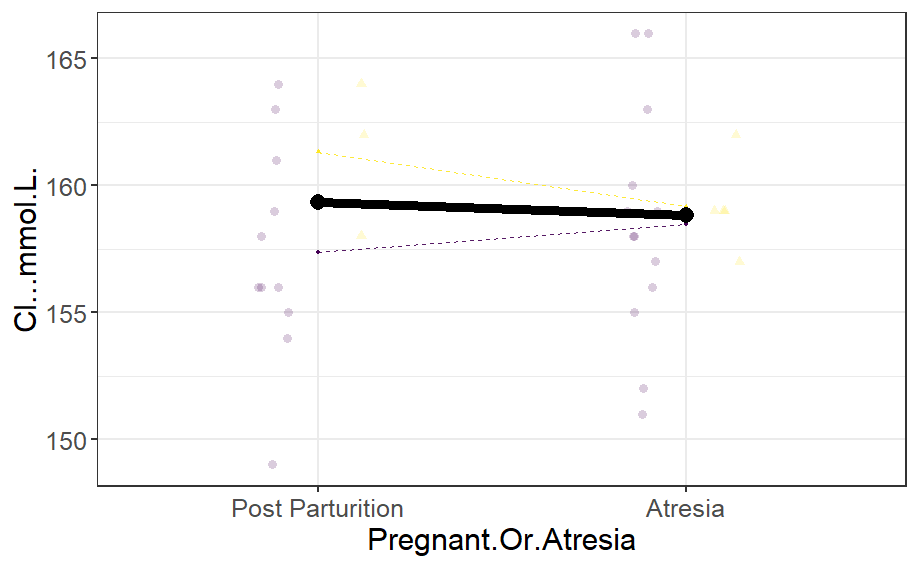 165
160
155
150
Cl...mmol.L.
Post Parturition
Atresia
Pregnant.Or.Atresia